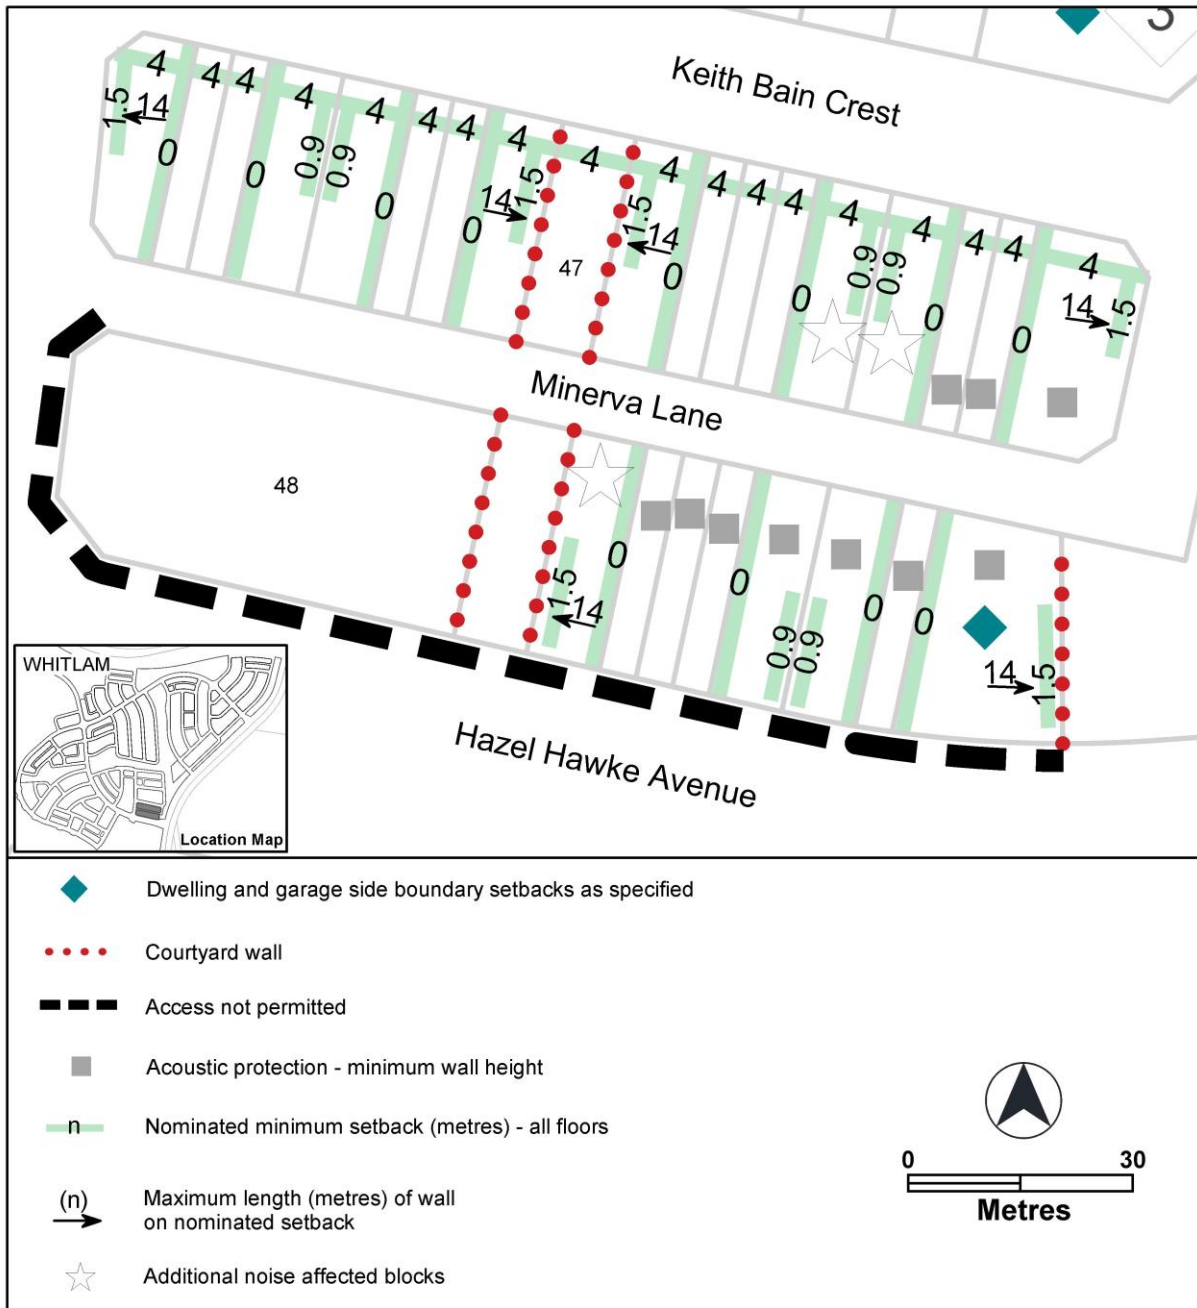 3
Keith Bain Crest
4 4 4 4 4 4 4 4 4 4 4 4 4 4 4 4 4 4
1.5 14 0 0 0.9 0.9 0 0 14 1.5 47 1.5 14 0 0 0.9 0.9 0 0 14 1.5
Minerva Lane
48
1.5 14 0 0 0.9 0.9 0 0 14 1.5
Hazel Hawke Avenue
WHITLAM
Location Map
Dwelling and garage side boundary setbacks as specified
Courtyard wall
Access not permitted
Acoustic protection - minimum wall height
n Nominated minimum setback (metres) - all floors
(n) Maximum length (metres) of wall
on nominated setback
Additional noise affected blocks
0 30
Metres